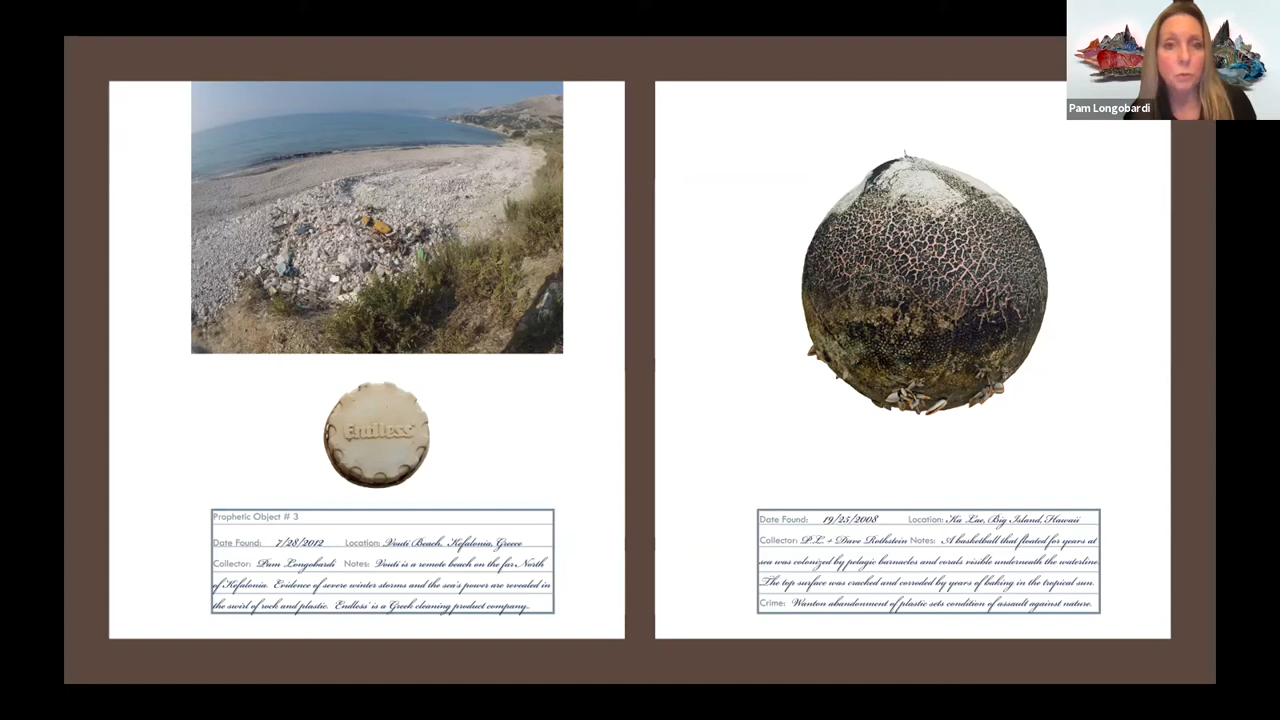 Pam Longobardi
Endless
Prophetic Object # 3
Date Found: 7/28/2012 Location: Vouti Beach, Kefalonia, Greece
Collector: Pam Longobardi Notes: Vouti is a remote beach on the far North
of Kefalonia. Evidence of severe winter storms and the sea's power are revealed in
the swirl of rock and plastic. 'Endless' is a Greek cleaning product company.
Date Found: 19/25/2008 Location: Ka Lae, Big Island, Hawaii
Collector: P.L. + Dave Rothstein Notes: A basketball that floated for years at
sea was colonized by pelagic barnacles and corals visible underneath the waterline.
The top surface was cracked and corroded by years of baking in the tropical sun.
Crime: Wanton abandonment of plastic sets condition of assault against nature.